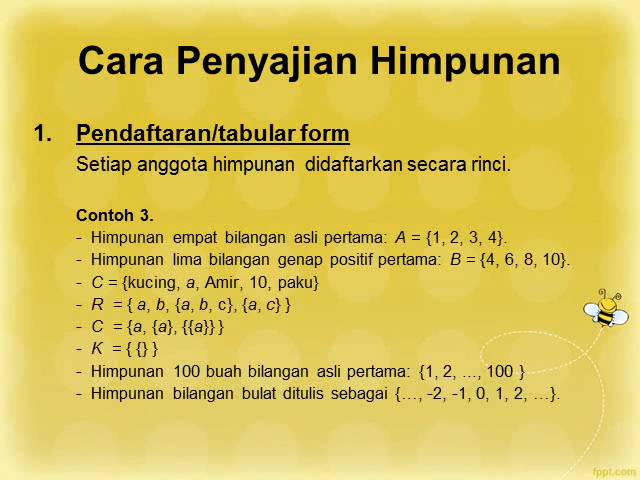 Cara Penyajian Himpunan
1. Pendaftaran/tabular form
Setiap anggota himpunan didaftarkan secara rinci.
Contoh 3.
- Himpunan empat bilangan asli pertama: A = {1, 2, 3, 4}.
- Himpunan lima bilangan genap positif pertama: B = {4, 6, 8, 10}.
- C = {kucing, a, Amir, 10, paku}
- R = { a, b, {a, b, c}, {a, c} }
- C = {a, {a}, {{a}} }
- K = { {} }
- Himpunan 100 buah bilangan asli pertama: {1, 2, ..., 100 }
- Himpunan bilangan bulat ditulis sebagai {…, -2, -1, 0, 1, 2, …}.
fppt.com